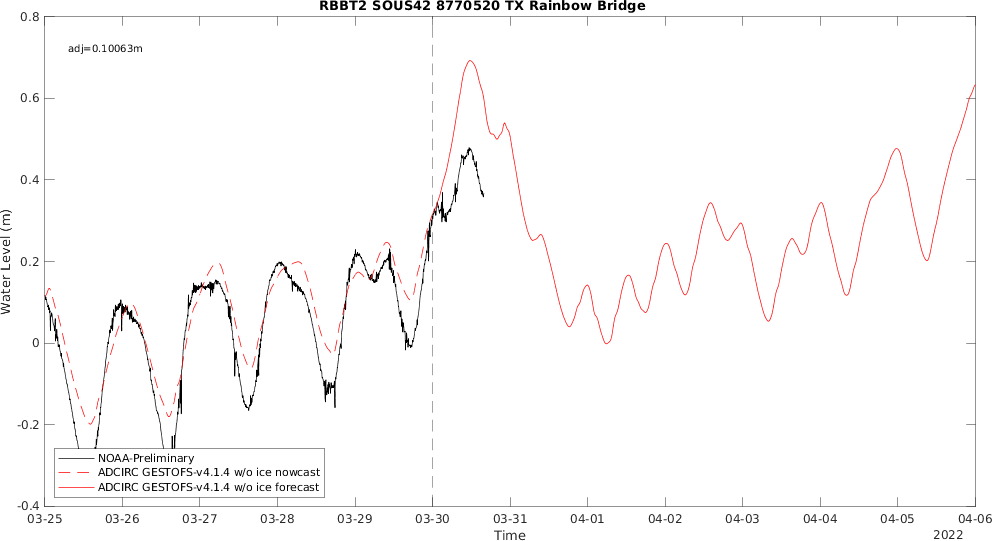 RBBT2 SOUS42 8770520 TX Rainbow Bridge
adj=0.10063m
0.8
0.6
0.4
0.2
0
-0.2
-0.4
Water Level (m)
NOAA-Preliminary
ADCIRC GESTOFS-v4.1.4 w/o ice nowcast
ADCIRC GESTOFS-v4.1.4 w/o ice forecast
03-25 03-26 03-27 03-28 03-29 03-30 03-31 04-01 04-02 04-03 04-04 04-05 04-06
Time
2022